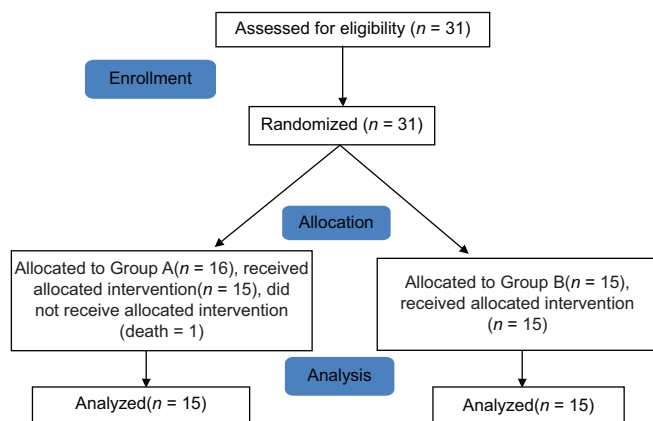 Assessed for eligibility (n = 31)
Enrollment
Randomized (n = 31)
Allocation
Allocated to Group A(n = 16), received
allocated intervention(n = 15), did
not receive allocated intervention
(death = 1)
Allocated to Group B(n = 15),
received allocated intervention
(n = 15)
Analysis
Analyzed(n = 15)
Analyzed(n = 15)